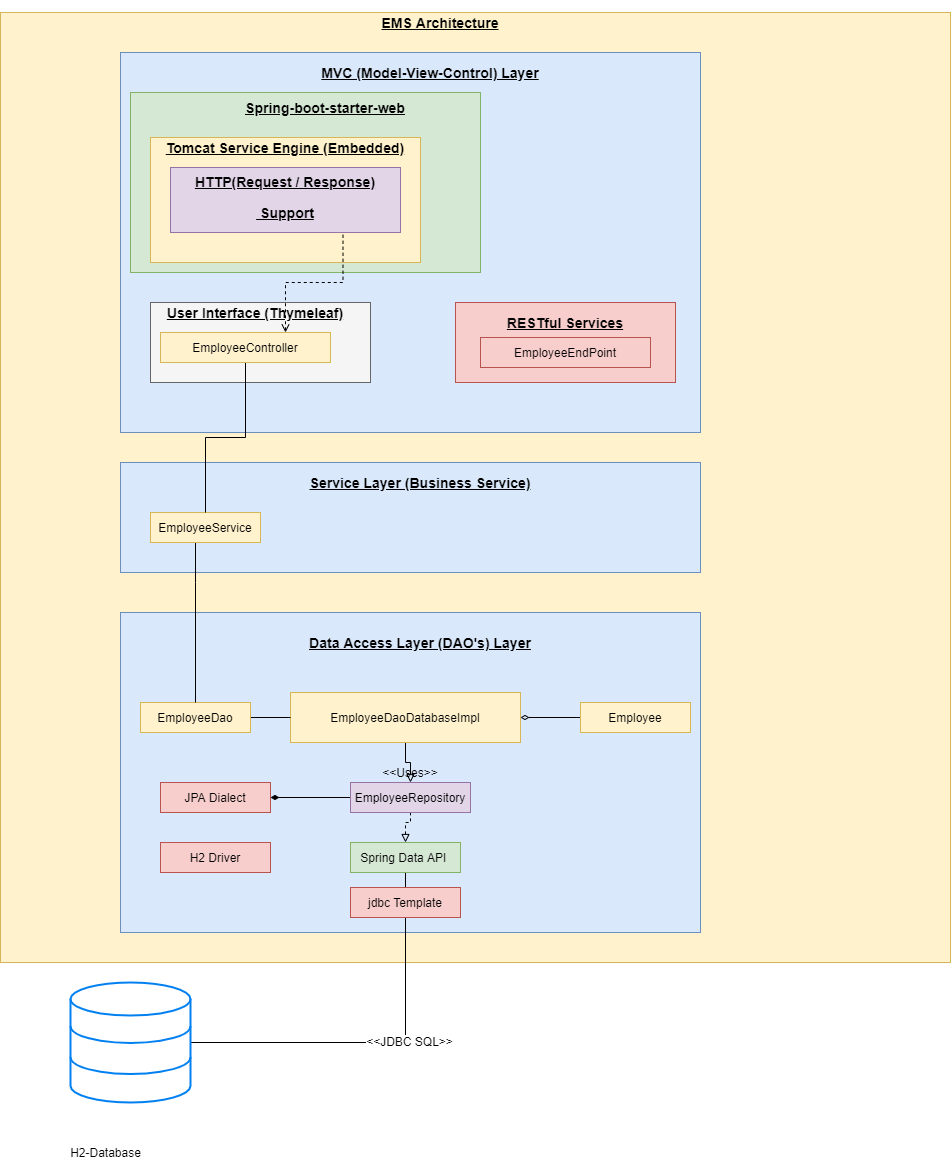 EMS Architecture
MVC (Model-View-Control) Layer
Spring-boot-starter-web
Tomcat Service Engine (Embedded)
HTTP(Request / Response)
Support
User Interface (Thymeleaf)
EmployeeController
RESTful Services
EmployeeEndPoint
Service Layer (Business Service)
EmployeeService
Data Access Layer (DAO's) Layer
EmployeeDao
EmployeeDaoDatabaseImpl
Employee
<<Uses>>
JPA Dialect
EmployeeRepository
H2 Driver
Spring Data API
jdbc Template
<<JDBC SQL>>
H2-Database